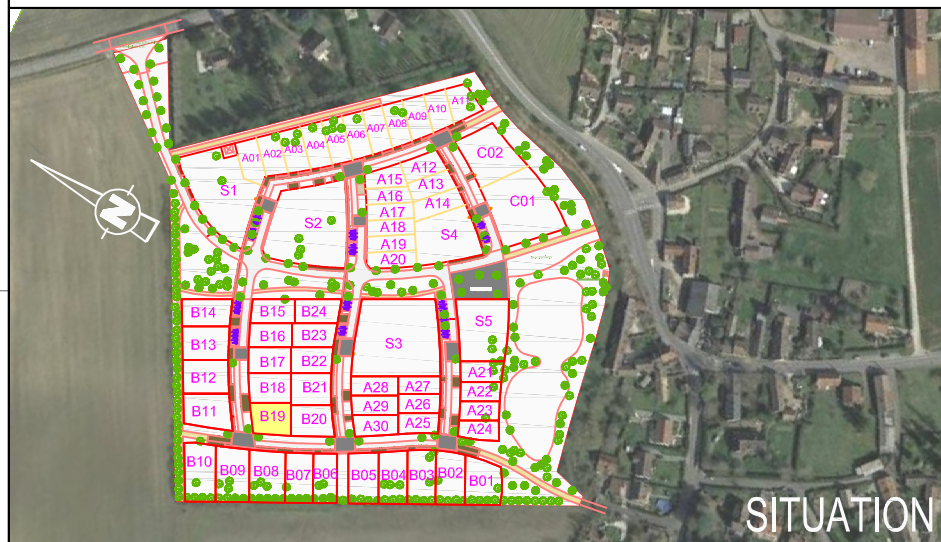 A11
A10
A09
A08
A07
A06
A05
A04
A03
A02
A01
C02
S1
A12
A15
A13
A16
A14
C01
A17
S2
A18
S4
A19
A20
N
B14
B15
B24
S5
B13
B16
B23
S3
B17
B22
A21
B12
B18
B21
A28
A27
A22
B11
B19
B20
A29
A26
A23
A30
A25
A24
B10
B09
B08
B07
B06
B05
B04
B03
B02
B01
SITUATION